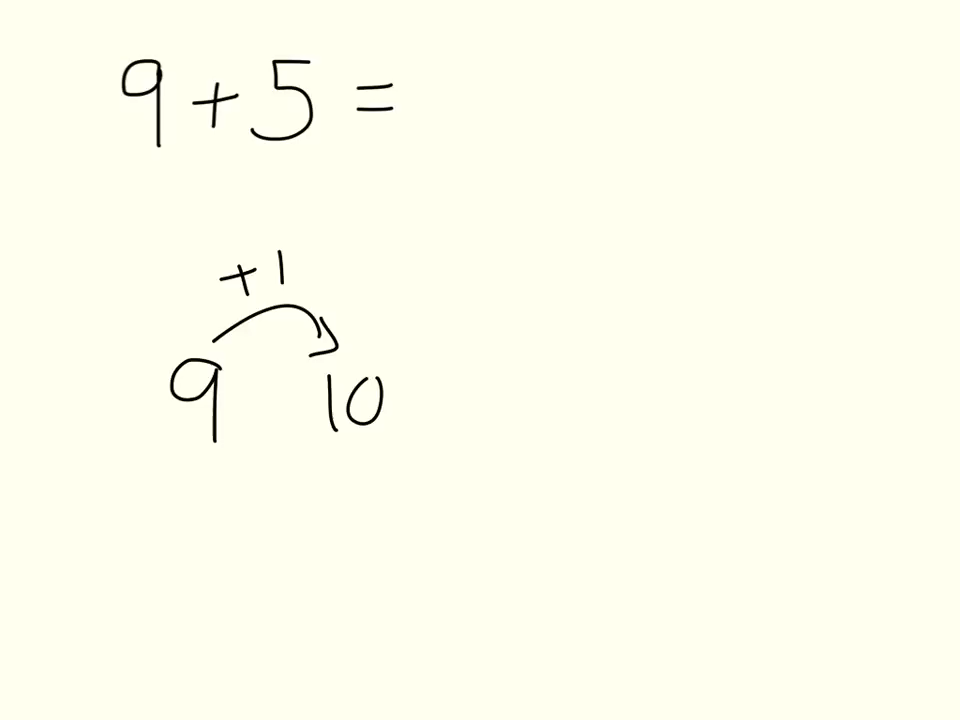 9 + 5 =
+ 1
9 10